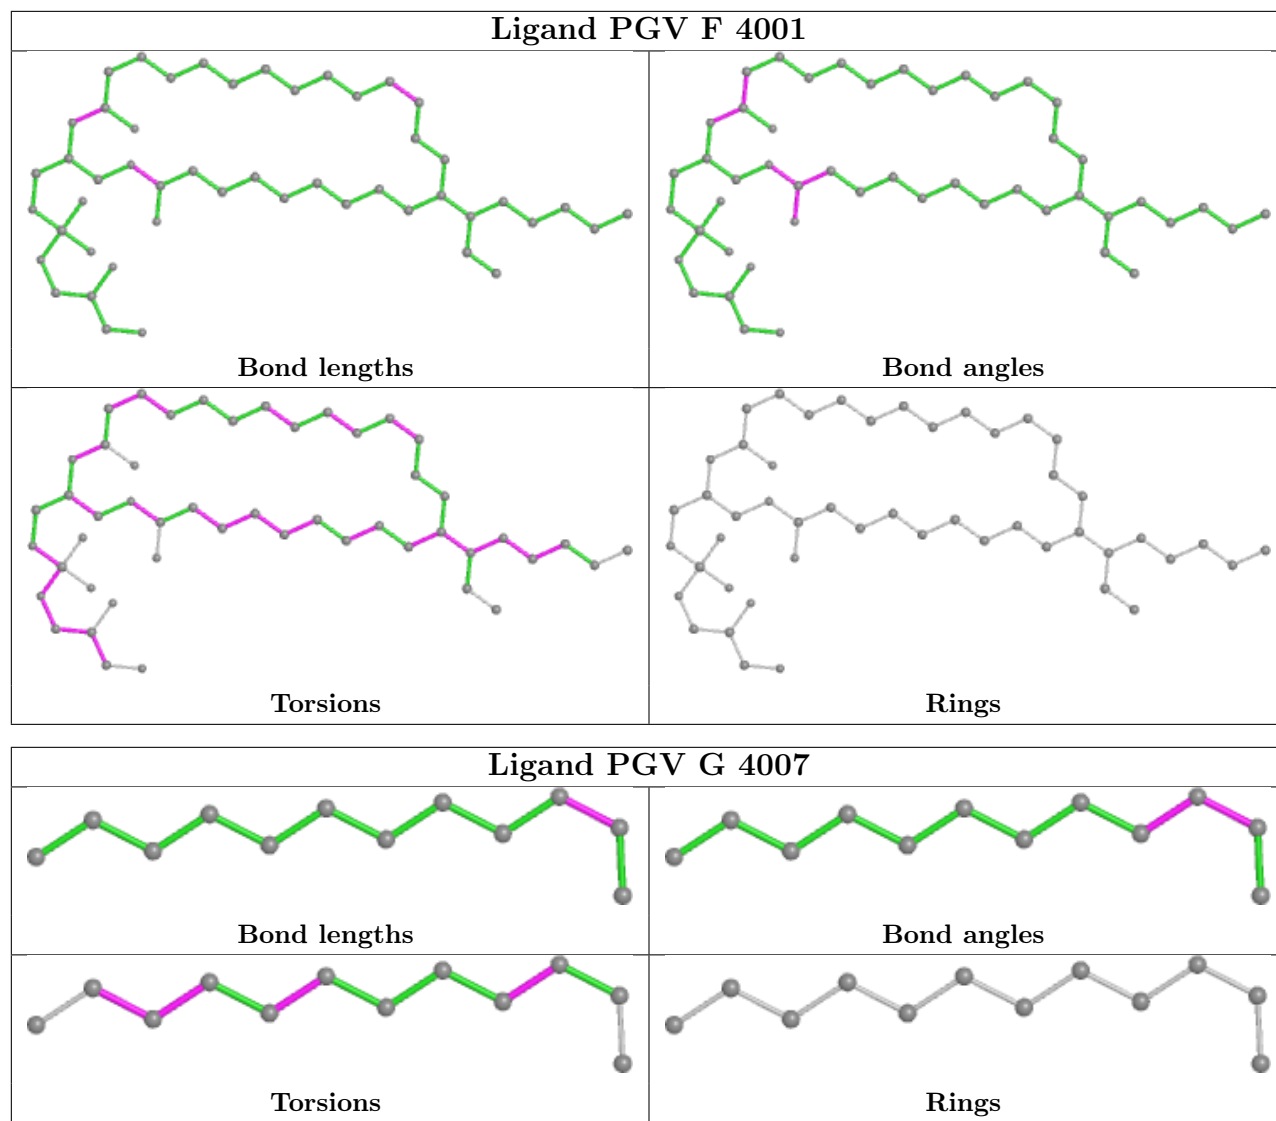 Ligand PGV F 4001
Bond lengths
Bond angles
Torsions
Rings
Ligand PGV G 4007
Bond lengths
Bond angles
Torsions
Rings